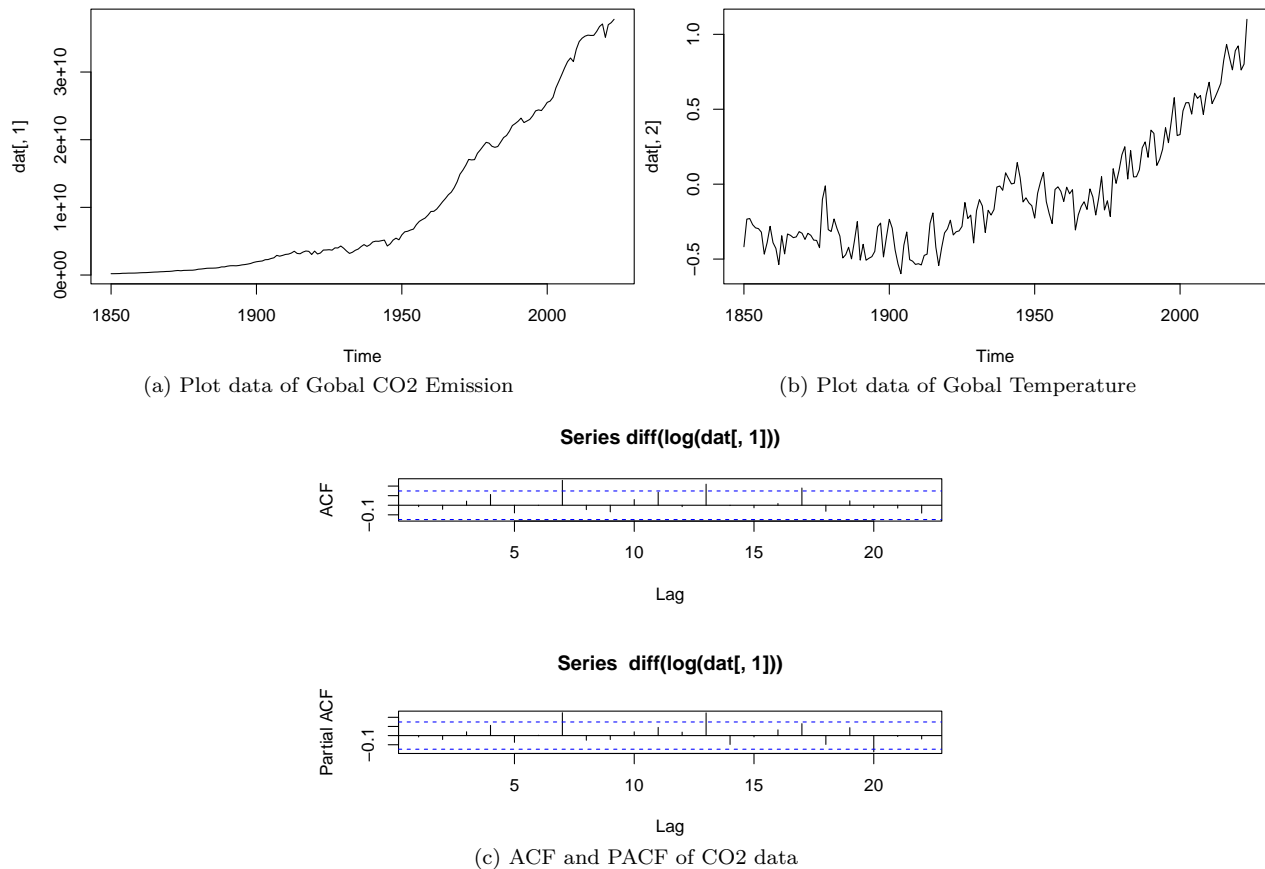 dat[, 1]
0e+00 1e+10 2e+10 3e+10
1850 1900 1950 2000
Time
(a) Plot data of Gobal CO2 Emission
dat[, 2]
−0.5 0.0 0.5 1.0
1850 1900 1950 2000
Time
(b) Plot data of Gobal Temperature
Series diff(log(dat[, 1]))
ACF
−0.1
5 10 15 20
Lag
Series diff(log(dat[, 1]))
Partial ACF
−0.1
5 10 15 20
Lag
(c) ACF and PACF of CO2 data